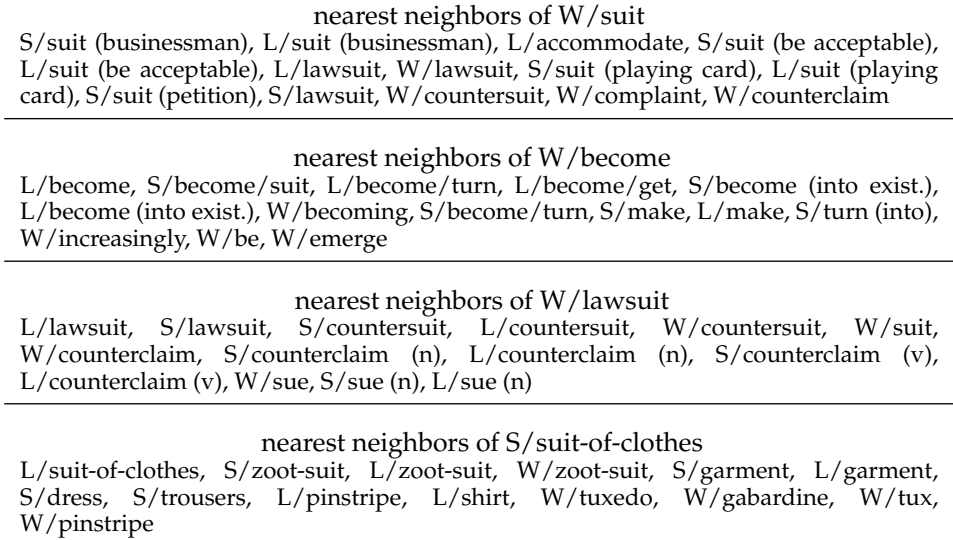 nearest neighbors of W/suit
S/suit (businessman), L/suit (businessman), L/accommodate, S/suit (be acceptable),
L/suit (be acceptable), L/lawsuit, W/lawsuit, S/suit (playing card), L/suit (playing
card), S/suit (petition), S/lawsuit, W/countersuit, W/complaint, W/counterclaim
nearest neighbors of W/become
L/become, S/become/suit, L/become/turn, L/become/get, S/become (into exist.),
L/become (into exist.), W/becoming, S/become/turn, S/make, L/make, S/turn (into),
W/increasingly, W/be, W/emerge
nearest neighbors of W/lawsuit
L/lawsuit, S/lawsuit, S/countersuit, L/countersuit, W/countersuit, W/suit,
W/counterclaim, S/counterclaim (n), L/counterclaim (n), S/counterclaim (v),
L/counterclaim (v), W/sue, S/sue (n), L/sue (n)
nearest neighbors of S/suit-of-clothes
L/suit-of-clothes, S/zoot-suit, L/zoot-suit, W/zoot-suit, S/garment, L/garment,
S/dress, S/trousers, L/pinstripe, L/shirt, W/tuxedo, W/gabardine, W/tux,
W/pinstripe